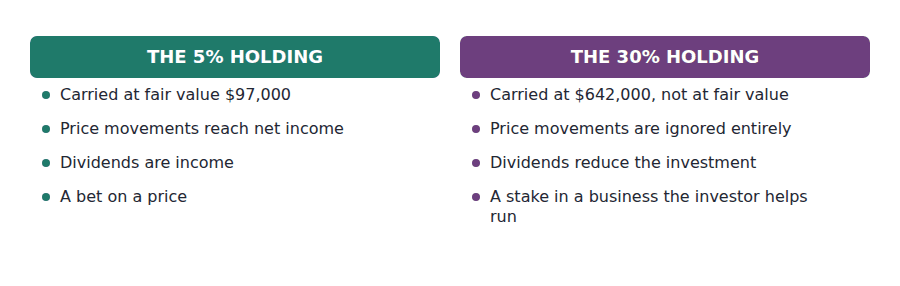 THE 5% HOLDING
Carried at fair value $97,000
Price movements reach net income
Dividends are income
A bet on a price
THE 30% HOLDING
Carried at $642,000, not at fair value
Price movements are ignored entirely
Dividends reduce the investment
A stake in a business the investor helps
run